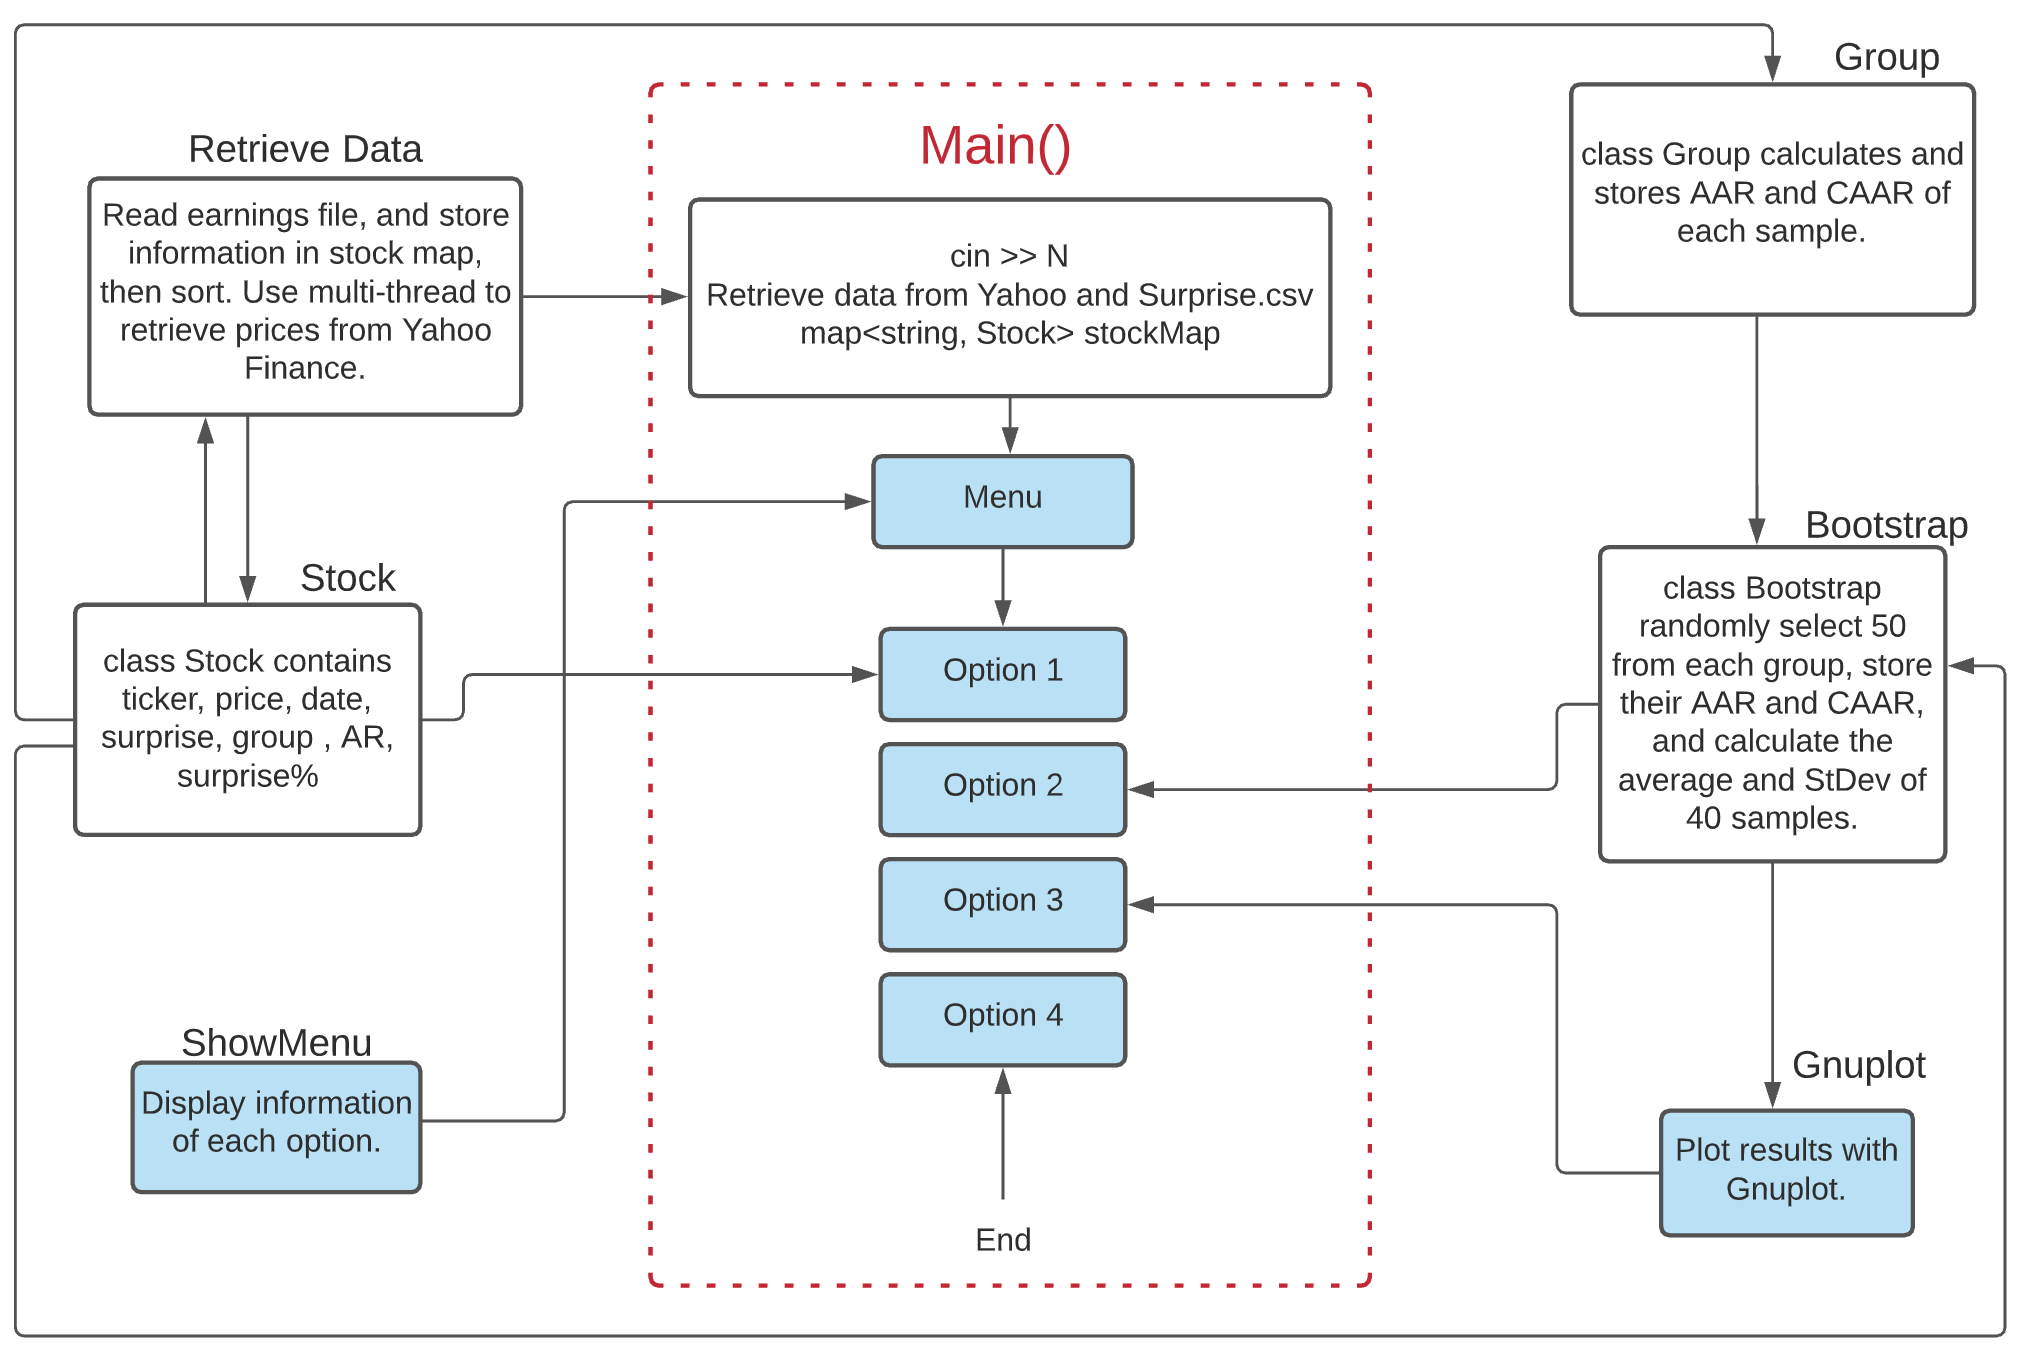 Retrieve Data
Read earnings file, and store
information in stock map,
then sort. Use multi-thread to
retrieve prices from Yahoo
Finance.
Stock
class Stock contains
ticker, price, date,
surprise, group , AR,
surprise%
ShowMenu
Display information
of each option.
Main()
cin >> N
Retrieve data from Yahoo and Surprise.csv
map<string, Stock> stockMap
Menu
Option 1
Option 2
Option 3
Option 4
End
Group
class Group calculates and
stores AAR and CAAR of
each sample.
Bootstrap
class Bootstrap
randomly select 50
from each group, store
their AAR and CAAR,
and calculate the
average and StDev of
40 samples.
Gnuplot
Plot results with
Gnuplot.